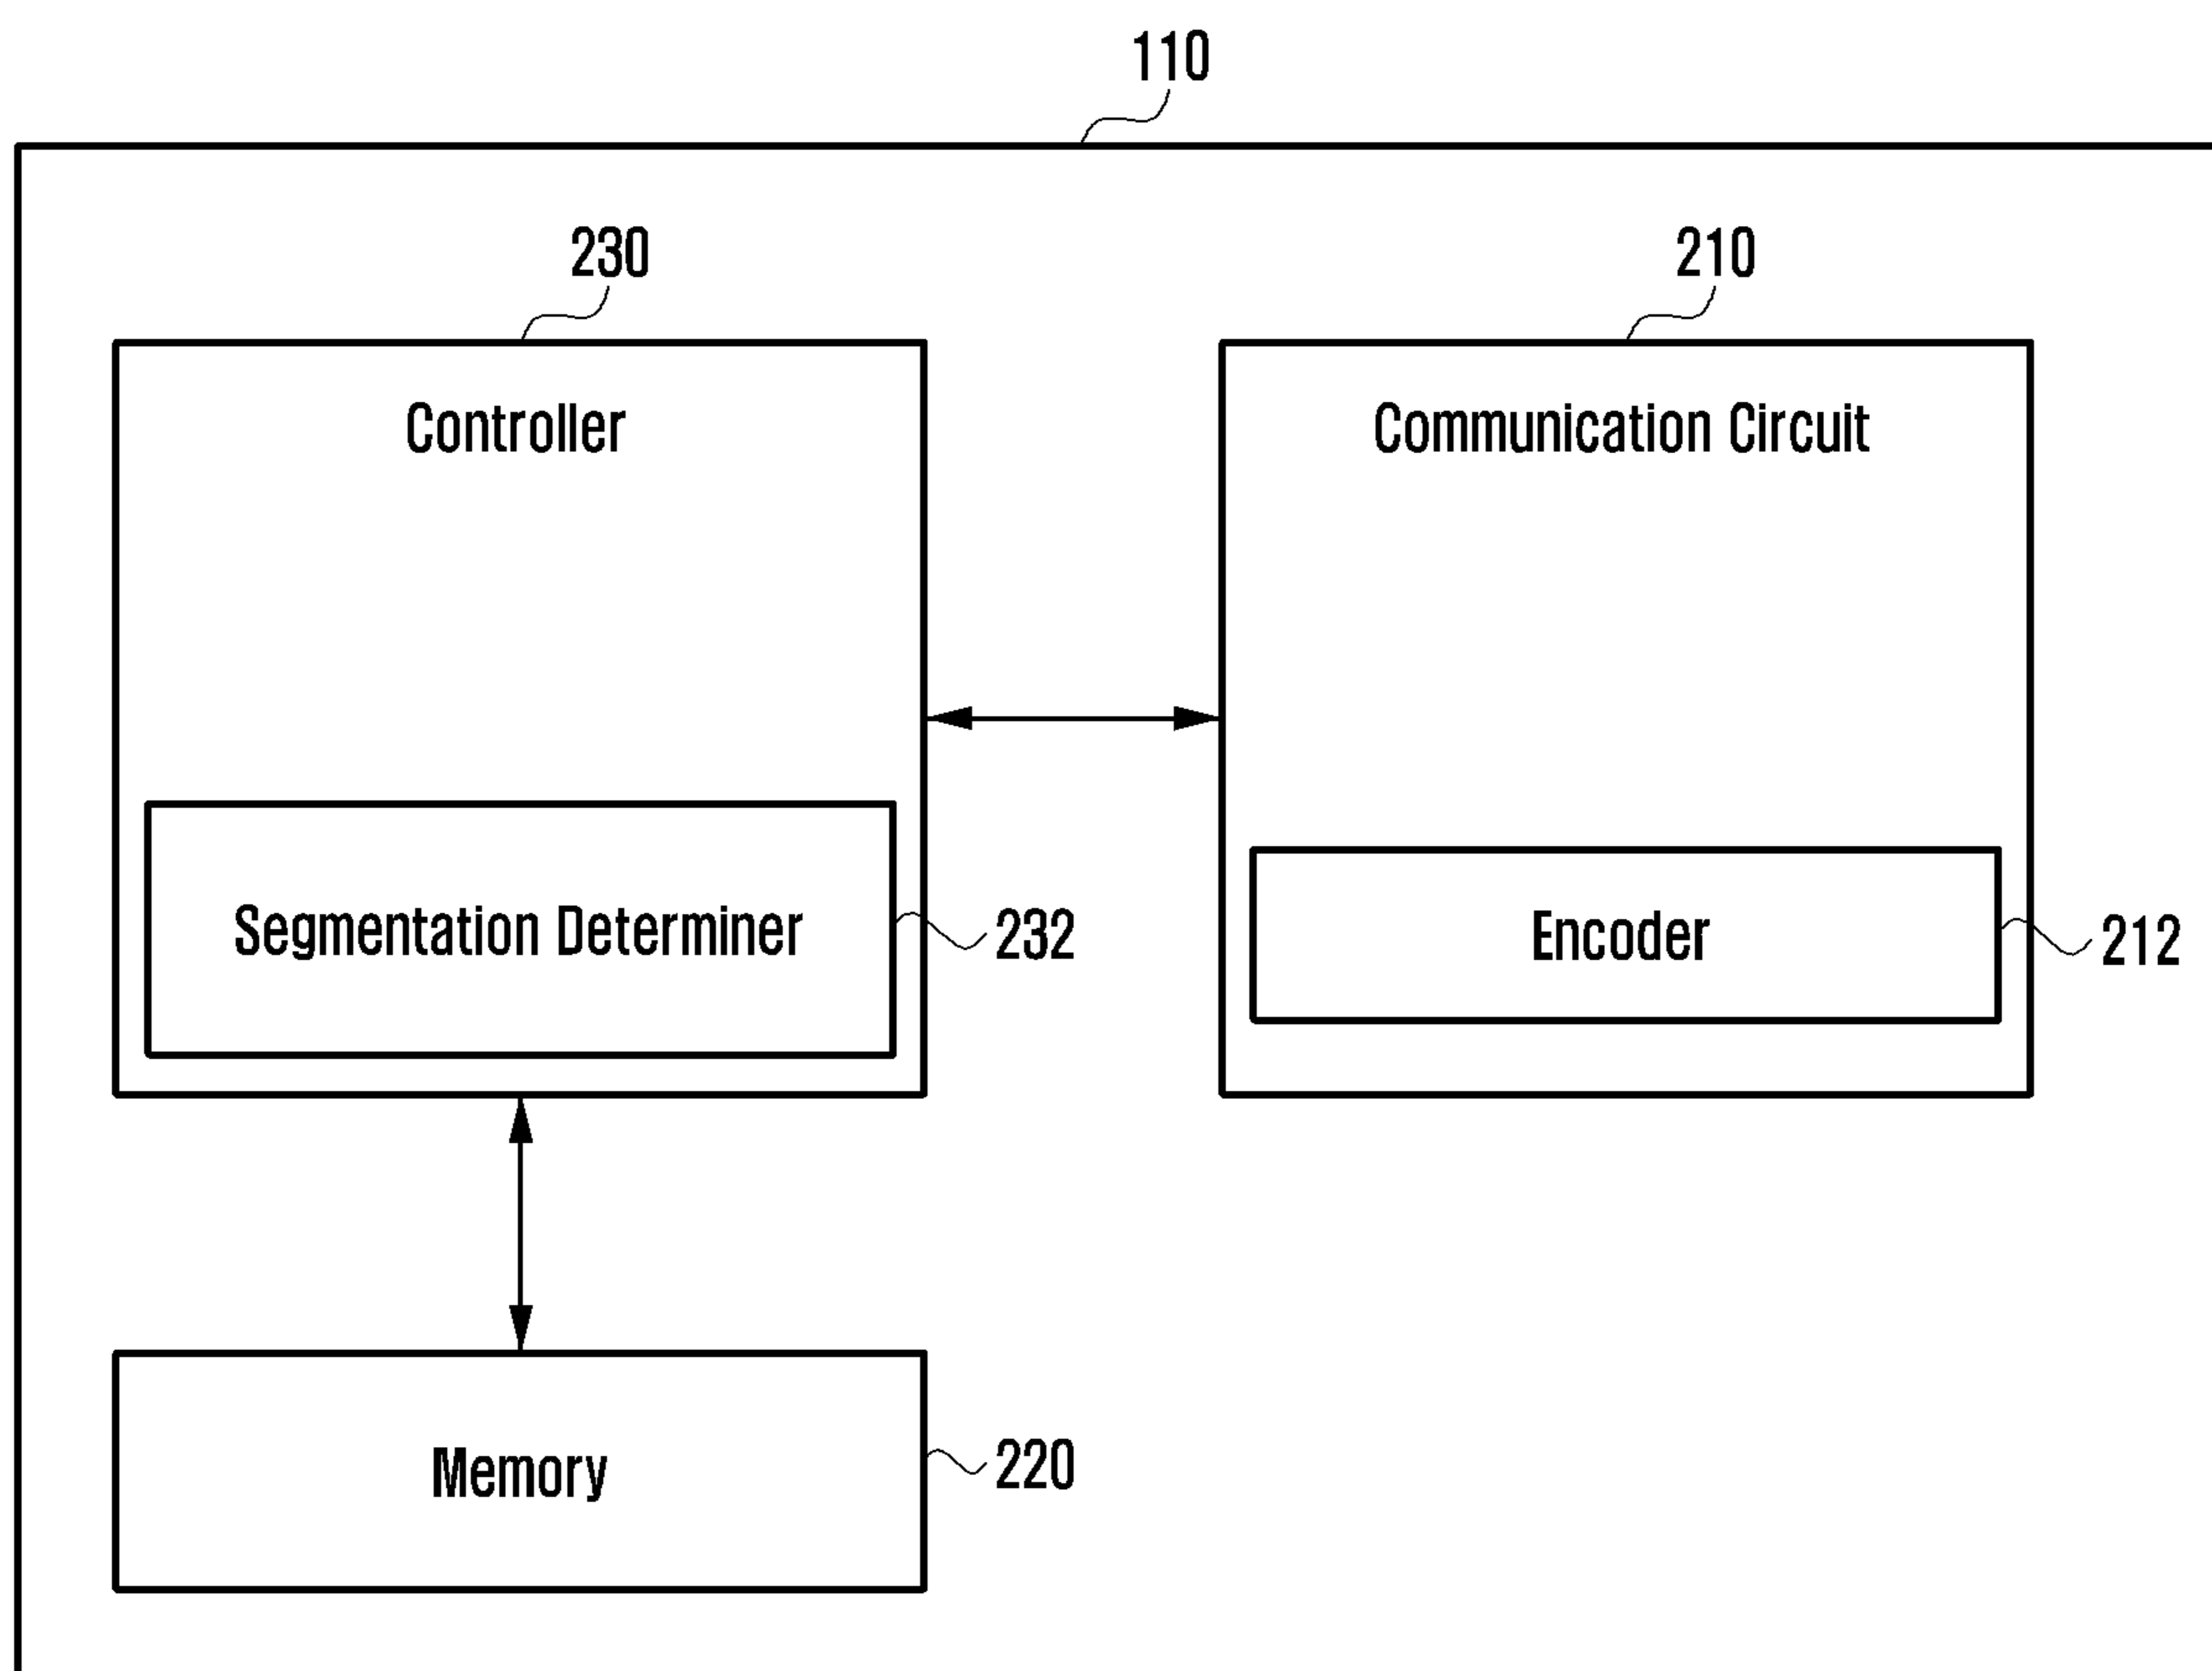 110
230
210
Controller
Communication Circuit
Segmentation Determiner
232
Encoder
212
Memory
220